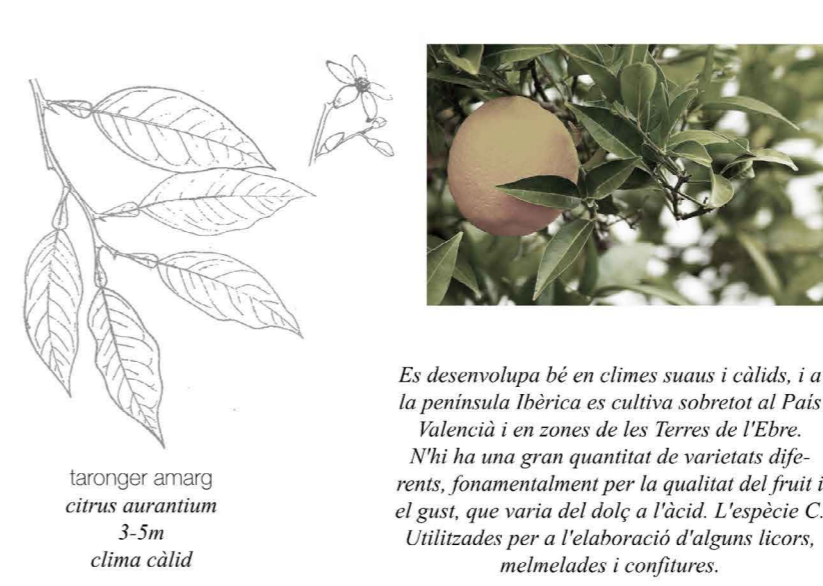 taronger amarg
citrus aurantium
3-5m
clima càlid
Es desenvolupa bé en climes suaus i càlids, i a
la península Ibèrica es cultiva sobretot al País
Valencià i en zones de les Terres de l'Ebre.
N'hi ha una gran quantitat de varietats dife-
rents, fonamentalment per la qualitat del fruit i
el gust, que varia del dolç a l'àcid. L'espècie C.
Utilitzades per a l'elaboració d'alguns licors,
melmelades i confitures.